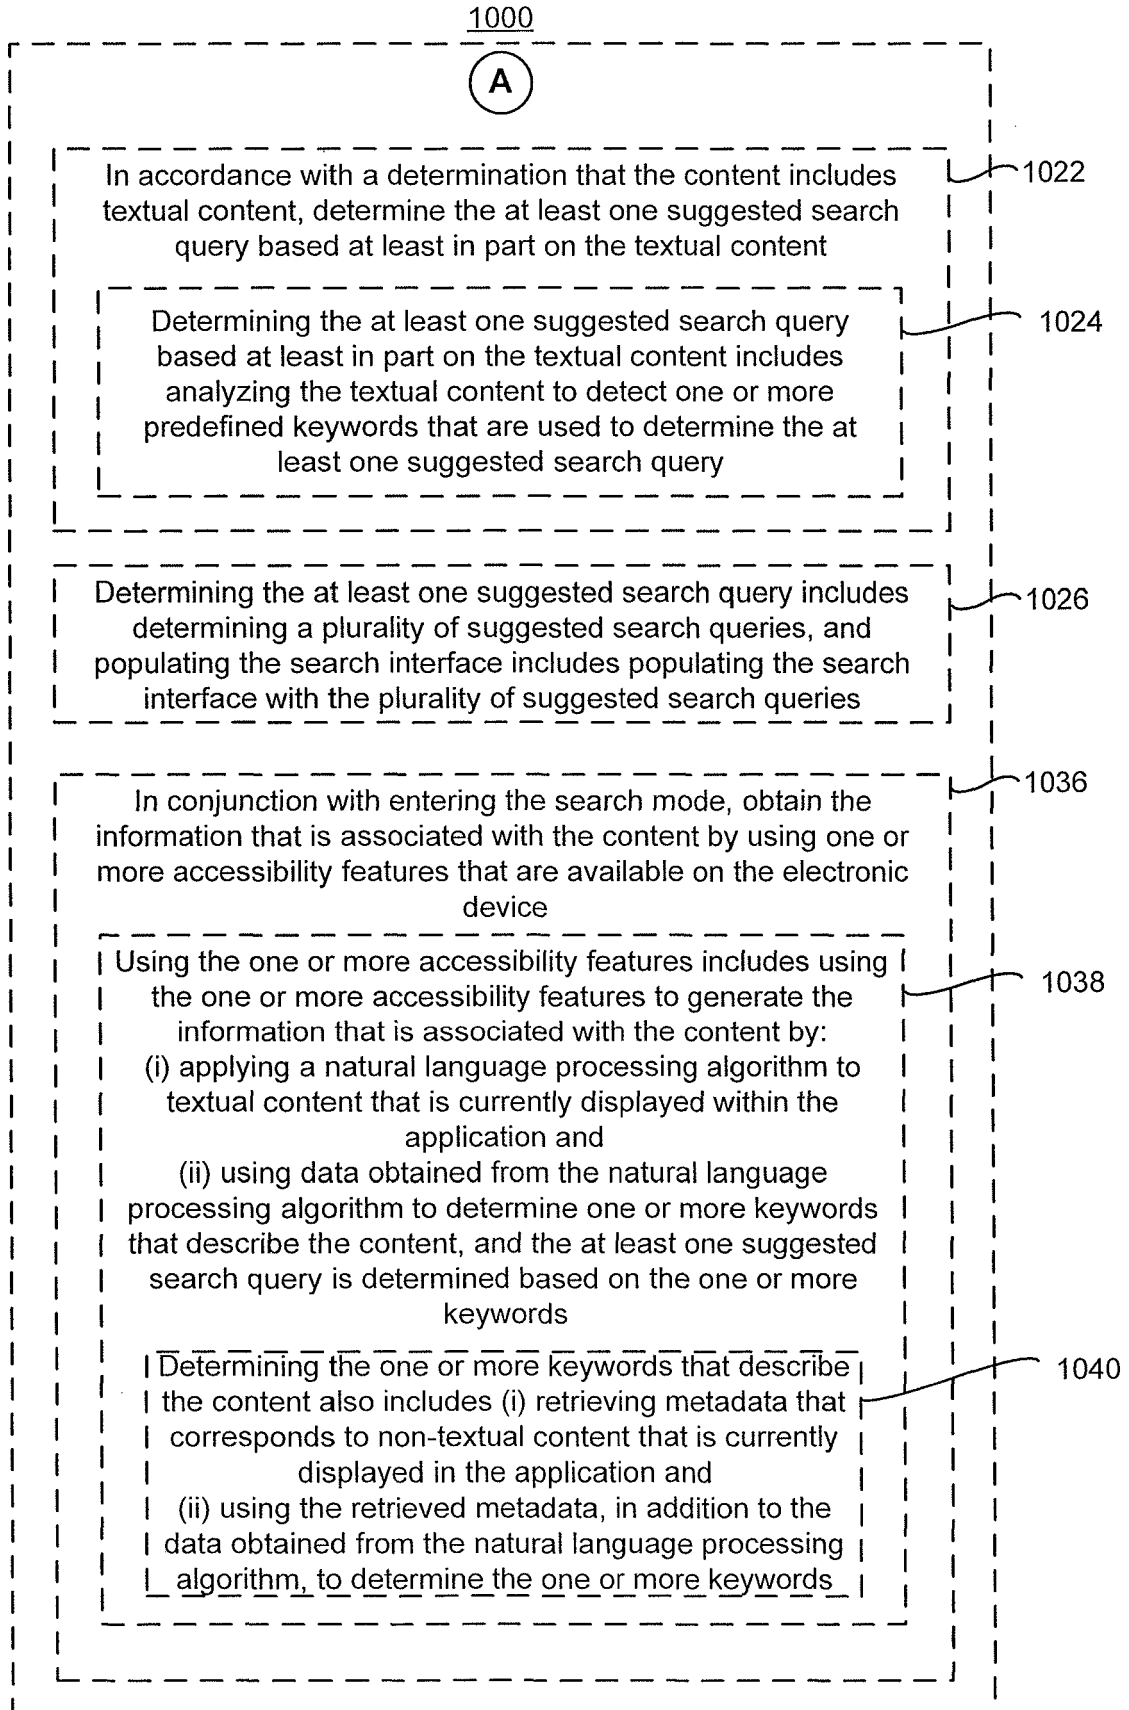 1000
A
In accordance with a determination that the content includes
textual content, determine the at least one suggested search
query based at least in part on the textual content
1022
Determining the at least one suggested search query
based at least in part on the textual content includes
analyzing the textual content to detect one or more
predefined keywords that are used to determine the at
least one suggested search query
1024
Determining the at least one suggested search query includes
determining a plurality of suggested search queries, and
populating the search interface includes populating the search
interface with the plurality of suggested search queries
1026
In conjunction with entering the search mode, obtain the
information that is associated with the content by using one or
more accessibility features that are available on the electronic
device
1036
Using the one or more accessibility features includes using
the one or more accessibility features to generate the
information that is associated with the content by:
(i) applying a natural language processing algorithm to
textual content that is currently displayed within the
application and
(ii) using data obtained from the natural language
processing algorithm to determine one or more keywords
that describe the content, and the at least one suggested
search query is determined based on the one or more
keywords
1038
Determining the one or more keywords that describe
the content also includes (i) retrieving metadata that
corresponds to non-textual content that is currently
displayed in the application and
(ii) using the retrieved metadata, in addition to the
data obtained from the natural language processing
algorithm, to determine the one or more keywords
1040